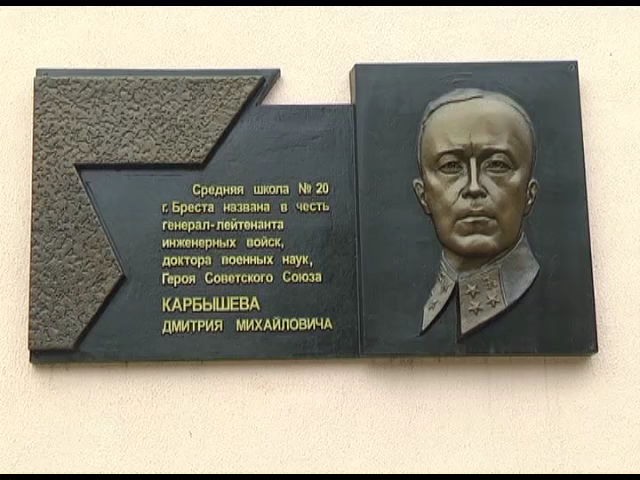 Средняя школа № 20
г. Бреста названа в честь
генерал-лейтенанта
инженерных войск,
доктора военных наук,
Героя Советского Союза
КАРБЫШЕВА
ДМИТРИЯ МИХАЙЛОВИЧА